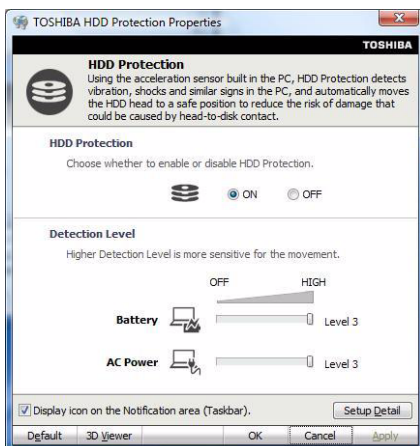 TOSHIBA HDD Protection Properties
TOSHIBA
HDD Protection
Using the acceleration sensor built in the PC, HDD Protection detects
vibration, shocks and similar signs in the PC, and automatically moves
the HDD head to a safe position to reduce the risk of damage that
could be caused by head-to-disk contact.
HDD Protection
Choose whether to enable or disable HDD Protection.
ON OFF
Detection Level
Higher Detection Level is more sensitive for the movement.
OFF HIGH
Battery Level 3
AC Power Level 3
Display icon on the Notification area (Taskbar). Setup Detail
Default 3D Viewer OK Cancel Apply